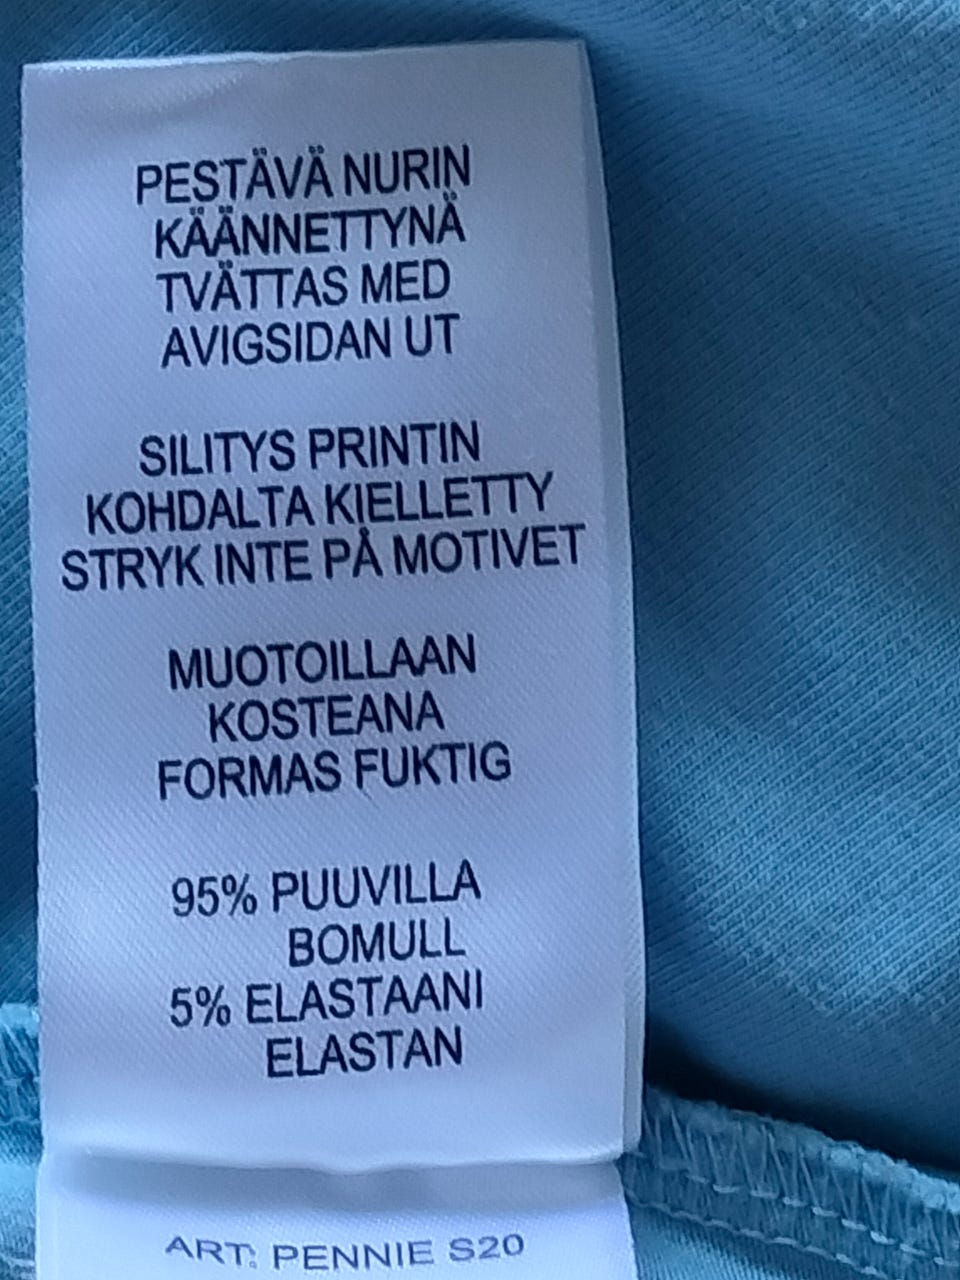 PESTÄVÄ NURIN
KÄÄNNETTYNÄ
TVÄTTAS MED
AVIGSIDAN UT
SILITYS PRINTIN
KOHDALTA KIELLETTY
STRYK INTE PÅ MOTIVET
MUOTOILLAAN
KOSTEANA
FORMAS FUKTIG
95% PUUVILLA
BOMULL
5% ELASTAANI
ELASTAN
ART: PENNIE S20